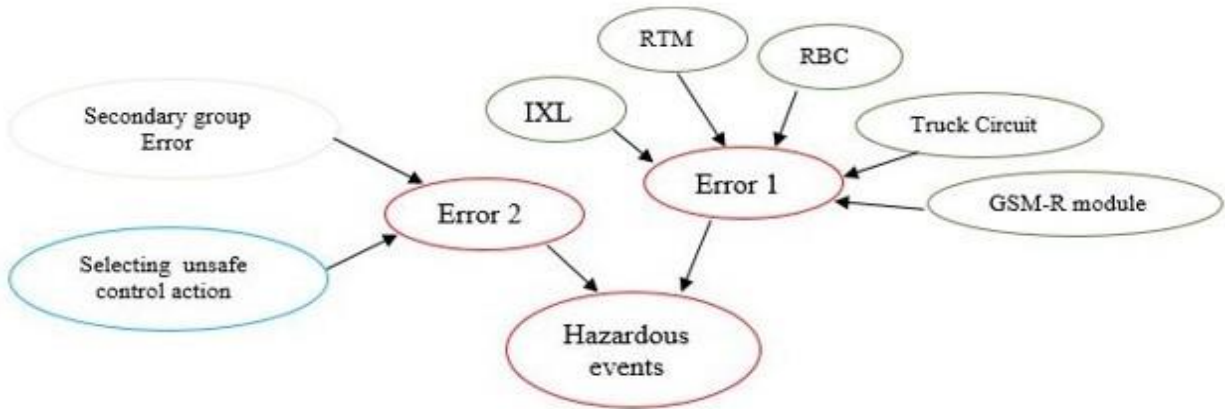 RTM
RBC
Secondary group
Error
IXL
Truck Circuit
Error 1
GSM-R module
Error 2
Selecting unsafe
control action
Hazardous
events